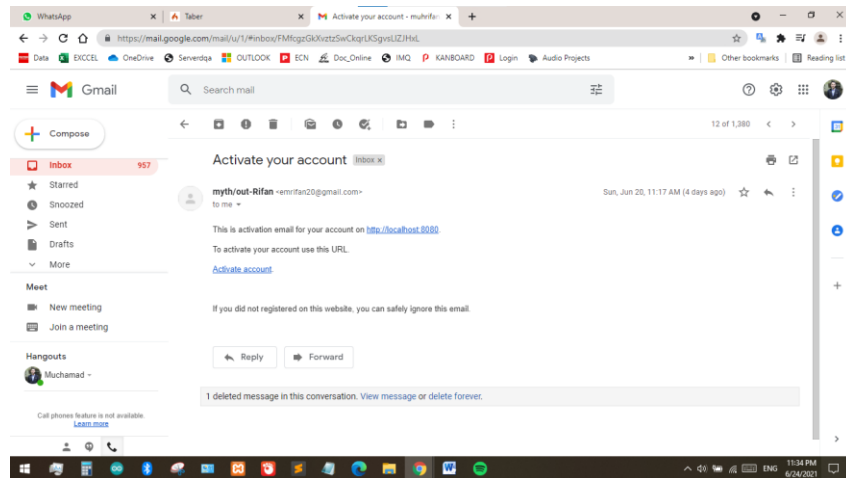 WhatsApp
Taber
Activate your account - muhrifan
https://mail.google.com/mail/u/1/#inbox/FMfcgzGkXvztzSwCkqrLKSgvsLlZJHxL
Data EXCCEL OneDrive Serverdqa OUTLOOK ECN Doc_Online IMQ KANBOARD Login Audio Projects » Other bookmarks Reading list
Gmail
Search mail
Compose
12 of 1,380
Inbox 957
Starred
Snoozed
Sent
Drafts
More
Meet
New meeting
Join a meeting
Hangouts
Muchamad
Call phones feature is not available.
Learn more
Activate your account Inbox x
myth/out-Rifan <emrifan20@gmail.com> Sun, Jun 20, 11:17 AM (4 days ago)
to me
This is activation email for your account on http://localhost:8080.
To activate your account use this URL.
Activate account.
If you did not registered on this website, you can safely ignore this email.
Reply Forward
1 deleted message in this conversation. View message or delete forever.
ENG
11:34 PM
6/24/2021